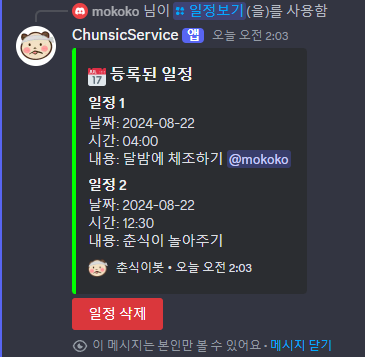 mokoko 님이 일정보기(을)를 사용함
ChunsicService 앱 오늘 오전 2:03
17 등록된 일정
일정 1
날짜: 2024-08-22
시간: 04:00
내용: 달밤에 체조하기 @mokoko
일정 2
날짜: 2024-08-22
시간: 12:30
내용: 춘식이 놀아주기
춘식이봇 • 오늘 오전 2:03
일정 삭제
이 메시지는 본인만 볼 수 있어요 • 메시지 닫기